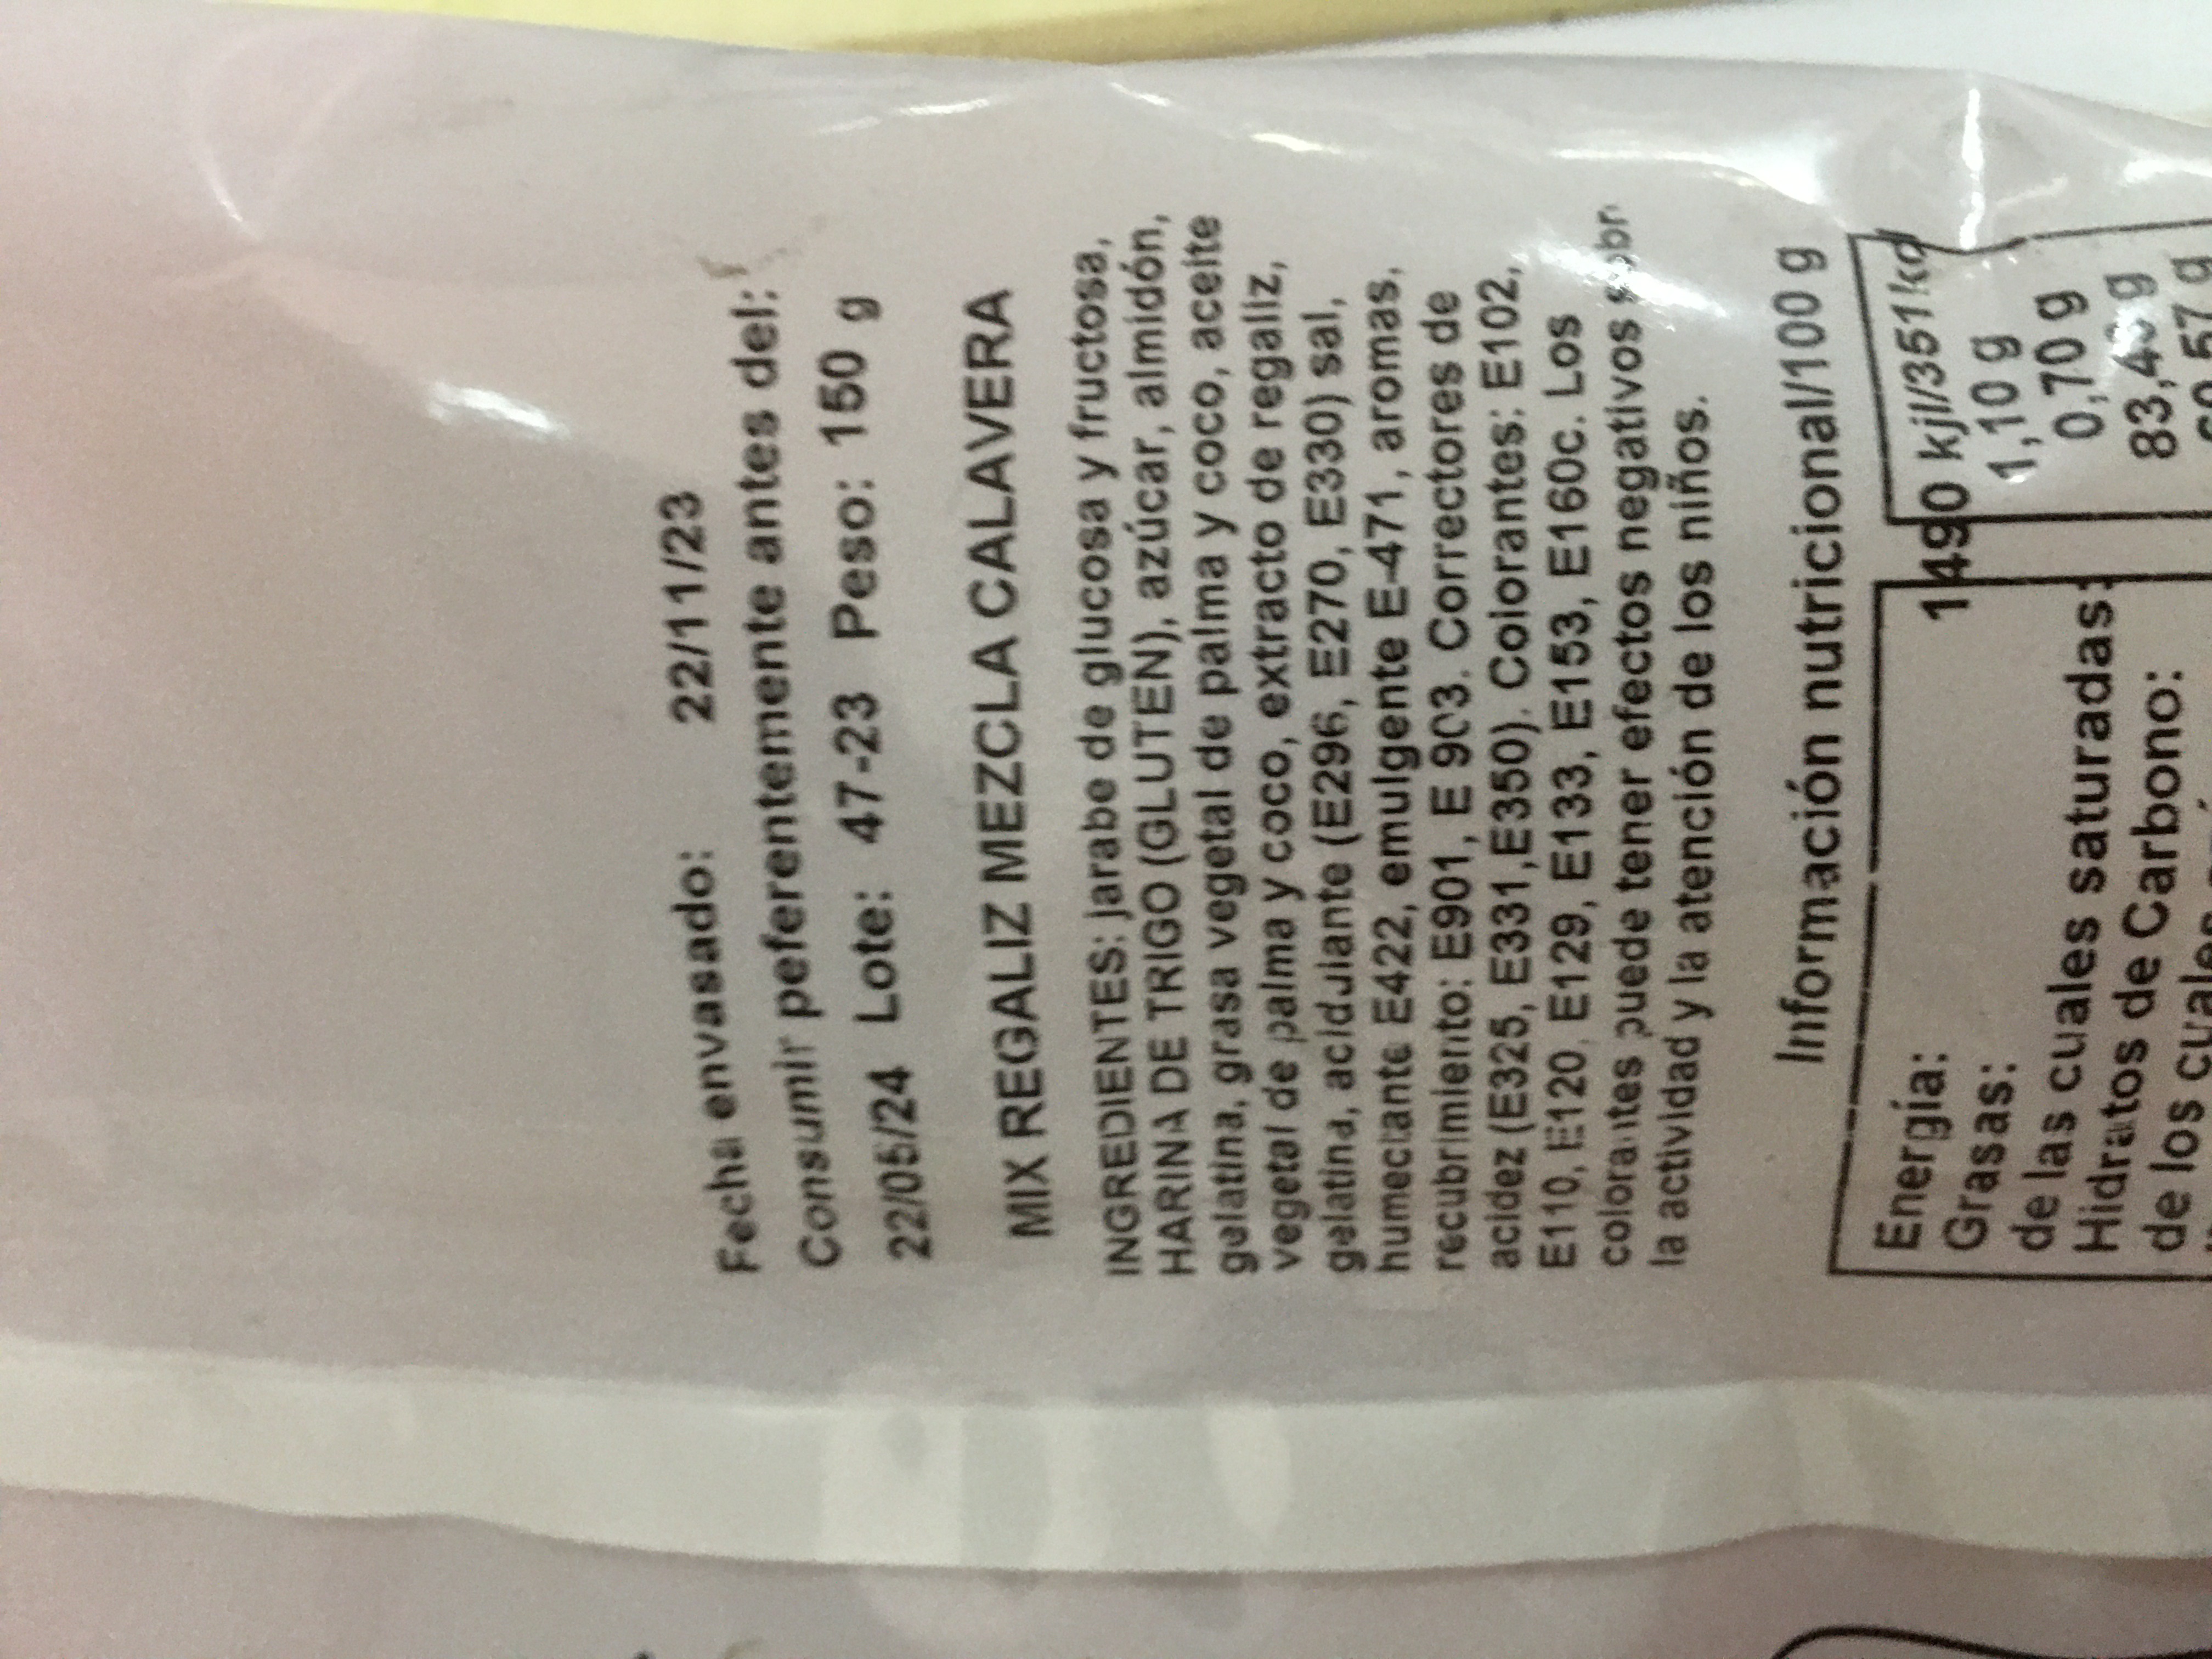 Fecha envasado: 22/11/23
Consumir peferentemente antes del:
22/05/24 Lote: 47-23 Peso: 150 g
MIX REGALIZ MEZCLA CALAVERA
INGREDIENTES: jarabe de glucosa y fructosa,
HARINA DE TRIGO (GLUTEN), azúcar, almidón,
gelatina, grasa vegetal de palma y coco, aceite
vegetal de palma y coco, extracto de regaliz,
gelatina, acidulante (E296, E270, E330) sal,
humectante E422, emulgente E-471, aromas,
recubrimiento: E901, E 903. Correctores de
acidez (E325, E331,E350). Colorantes: E102,
E110, E120, E129, E133, E153, E160c. Los
colorantes puede tener efectos negativos sobr
la actividad y la atención de los niños.
Información nutricional/100 g
Energía: 1490 kjl/351kc
Grasas: 1,10 g
de las cuales saturadas: 0,70 g
Hidratos de Carbono: g
de los cuales 57 g